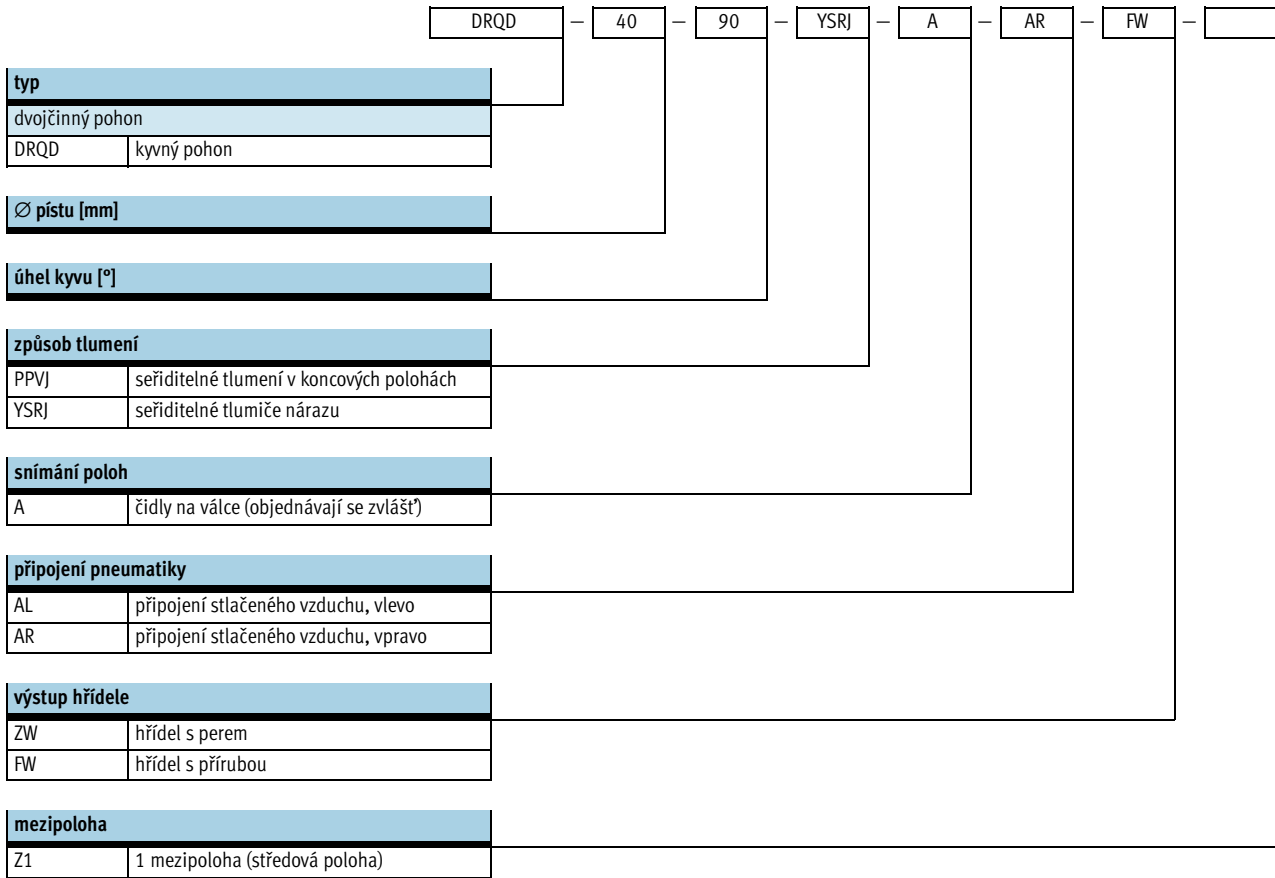 DRQD – 40 – 90 – YSRJ – A – AR – FW –
typ
dvojčinný pohon
DRQD kyvný pohon
∅ pístu [mm]
úhel kyvu [°]
způsob tlumení
PPVJ seřiditelné tlumení v koncových polohách
YSRJ seřiditelné tlumiče nárazu
snímání poloh
A čidly na válce (objednávají se zvlášť)
připojení pneumatiky
AL připojení stlačeného vzduchu, vlevo
AR připojení stlačeného vzduchu, vpravo
výstup hřídele
ZW hřídel s perem
FW hřídel s přírubou
mezipoloha
Z1 1 mezipoloha (středová poloha)